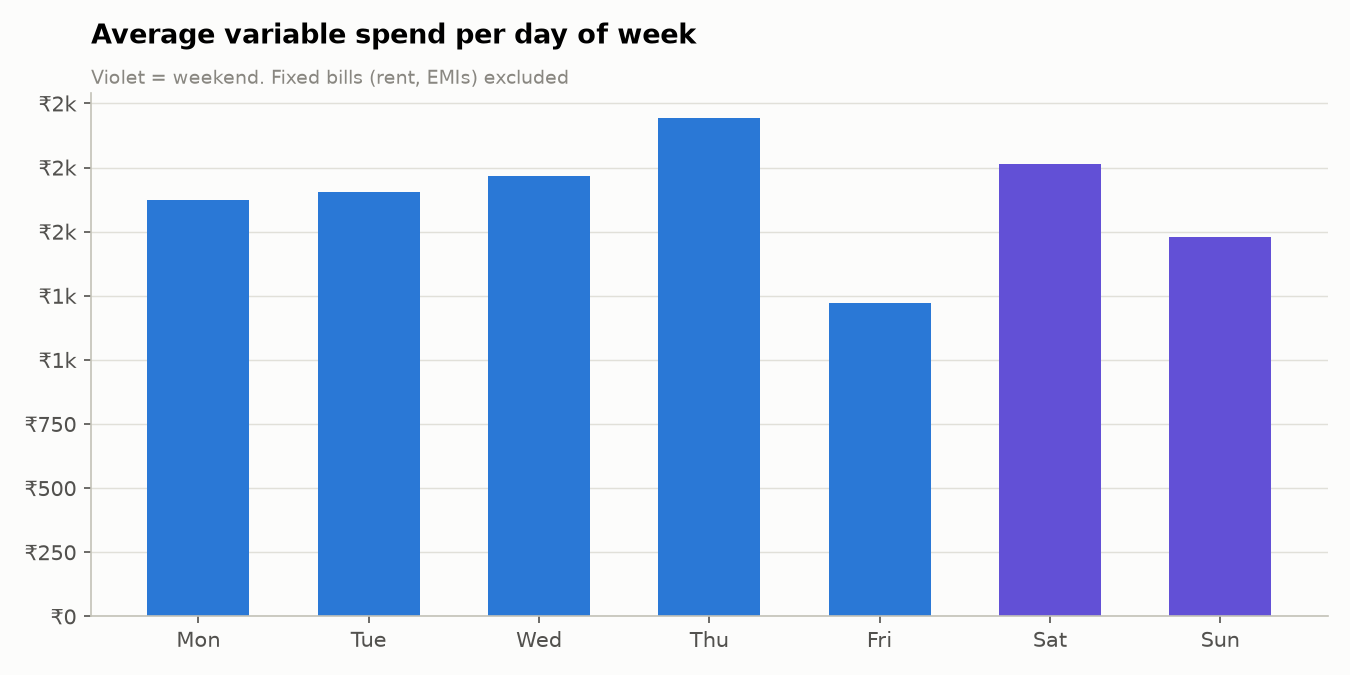 Average variable spend per day of week
Violet = weekend. Fixed bills (rent, EMIs) excluded
₹2k
₹2k
₹2k
₹1k
₹1k
₹750
₹500
₹250
₹0
Mon Tue Wed Thu Fri Sat Sun